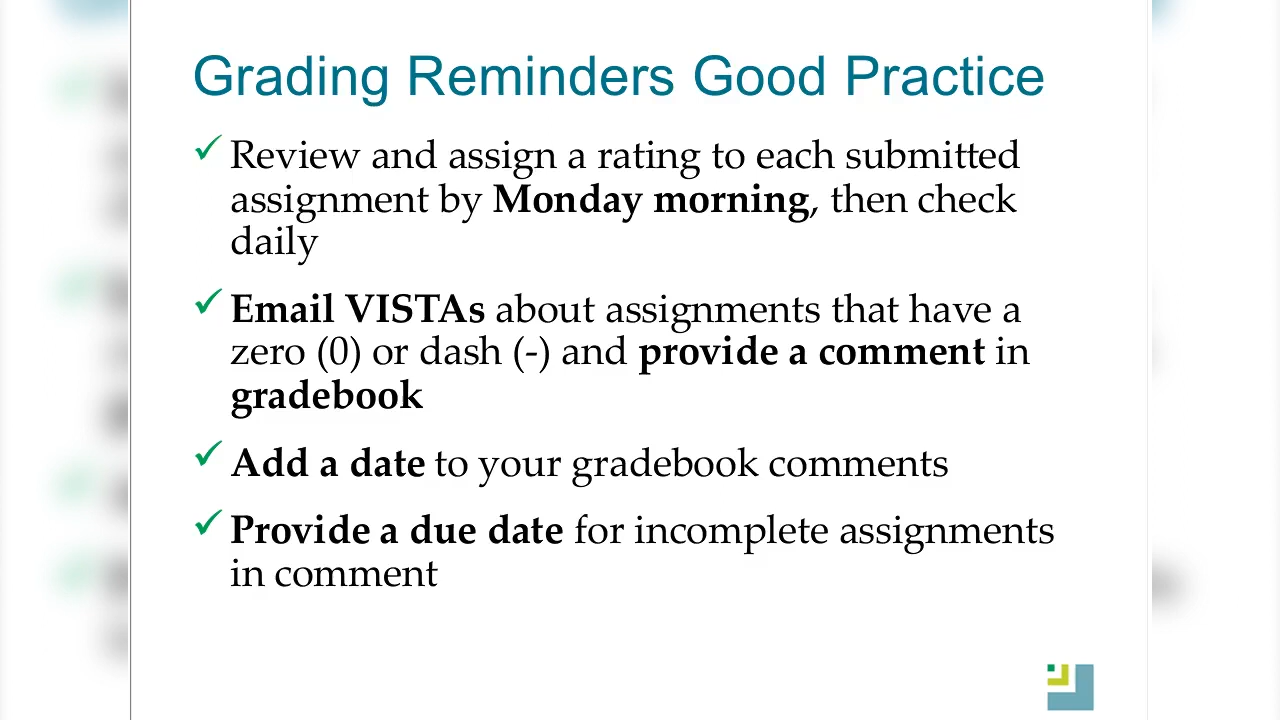 Grading Reminders Good Practice
Review and assign a rating to each submitted
assignment by Monday morning, then check
daily
Email VISTAs about assignments that have a
zero (0) or dash (-) and provide a comment in
gradebook
Add a date to your gradebook comments
Provide a due date for incomplete assignments
in comment